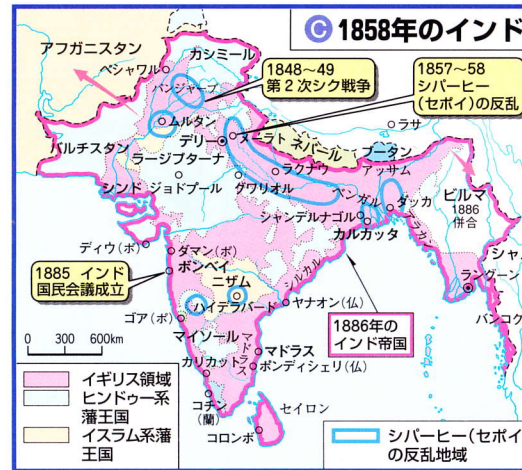 C 1858年のインド
アフガニスタン
カシミール
ペシャワル
パンジャーブ
1848〜49
第2次シク戦争
1857〜58
シパーヒー
(セポイ)の反乱
ムルタン
デリー
メーラト
ネパール
ブータン
ラサ
バルチスタン
ラージプターナ
ラクナウ
アッサム
シンド
ジョドプール
グワリオル
ベンガル
ダッカ
ビルマ
1886
併合
シャンデルナゴル
カルカッタ
アラカン
シャ
ディウ(ポ)
ダマン(ポ)
ボンベイ
1885 インド
国民会議成立
ニザム
シルカル
ラングーン
ハイデラバード
ヤナオン(仏)
1886年の
インド帝国
バンコク
ゴア(ポ)
マイソール
マドラス
マドラス
0 300 600km
カリカット
ポンディシェリ(仏)
コチン
(蘭)
セイロン
コロンボ
イギリス領域
ヒンドゥー系
藩王国
イスラム系藩
王国
シパーヒー(セポイ)
の反乱地域